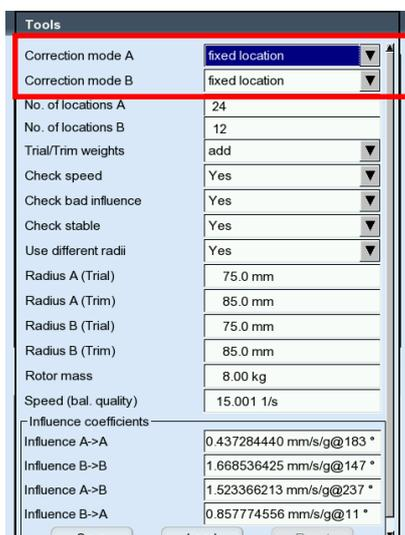 Tools
Correction mode A fixed location
Correction mode B fixed location
No. of locations A 24
No. of locations B 12
Trial/Trim weights add
Check speed Yes
Check bad influence Yes
Check stable Yes
Use different radii Yes
Radius A (Trial) 75.0 mm
Radius A (Trim) 85.0 mm
Radius B (Trial) 75.0 mm
Radius B (Trim) 85.0 mm
Rotor mass 8.00 kg
Speed (bal. quality) 15.001 1/s
Influence coefficients
Influence A->A 0.437284440 mm/s/g@183 °
Influence B->B 1.668536425 mm/s/g@147 °
Influence A->B 1.523366213 mm/s/g@237 °
Influence B->A 0.857774556 mm/s/g@11 °